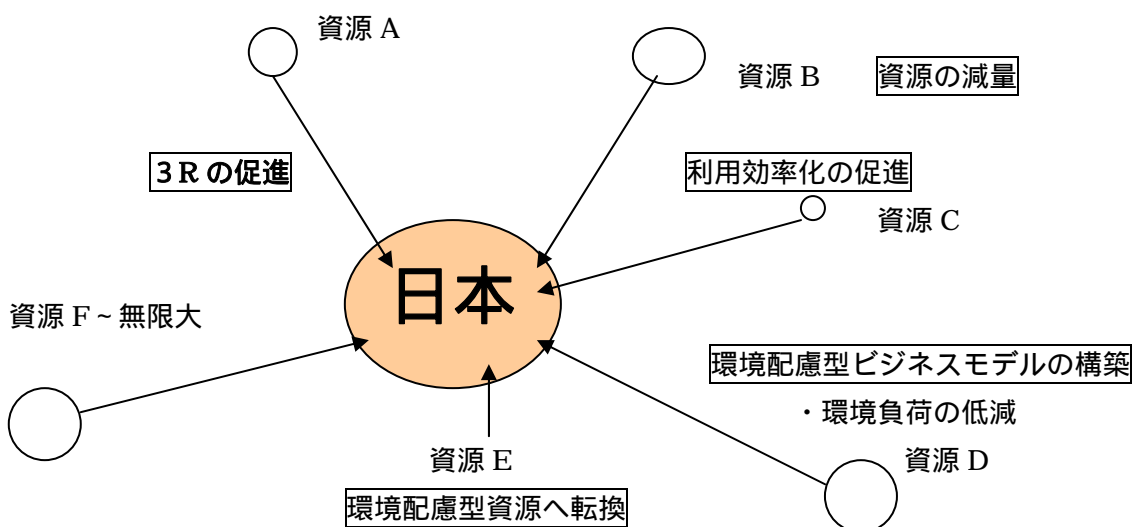 資源 A
資源 B
資源の減量
3R の促進
利用効率化の促進
資源 C
日本
資源 F~無限大
環境配慮型ビジネスモデルの構築
・環境負荷の低減
資源 E
資源 D
環境配慮型資源へ転換